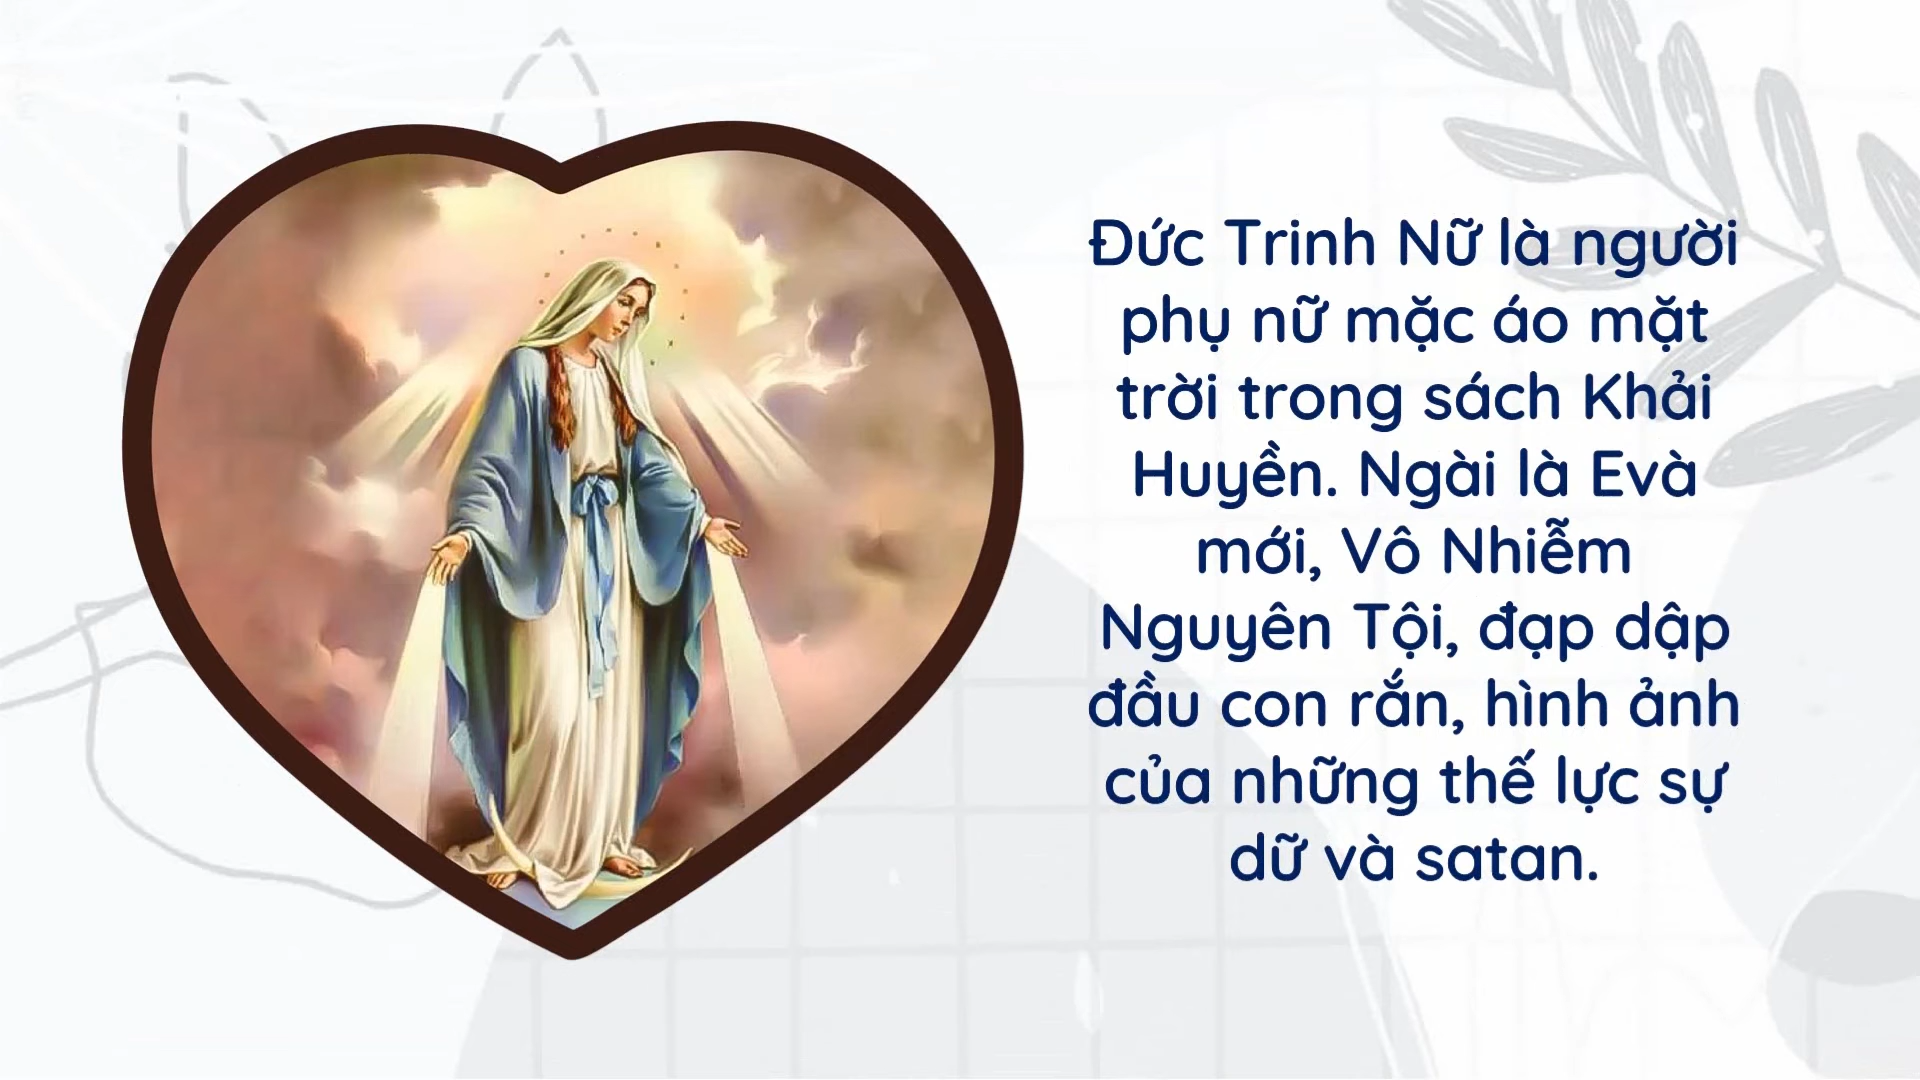 Đức Trinh Nữ là người
phụ nữ mặc áo mặt
trời trong sách Khải
Huyền. Ngài là Evà
mới, Vô Nhiễm
Nguyên Tội, đạp dập
đầu con rắn, hình ảnh
của những thế lực sự
dữ và satan.